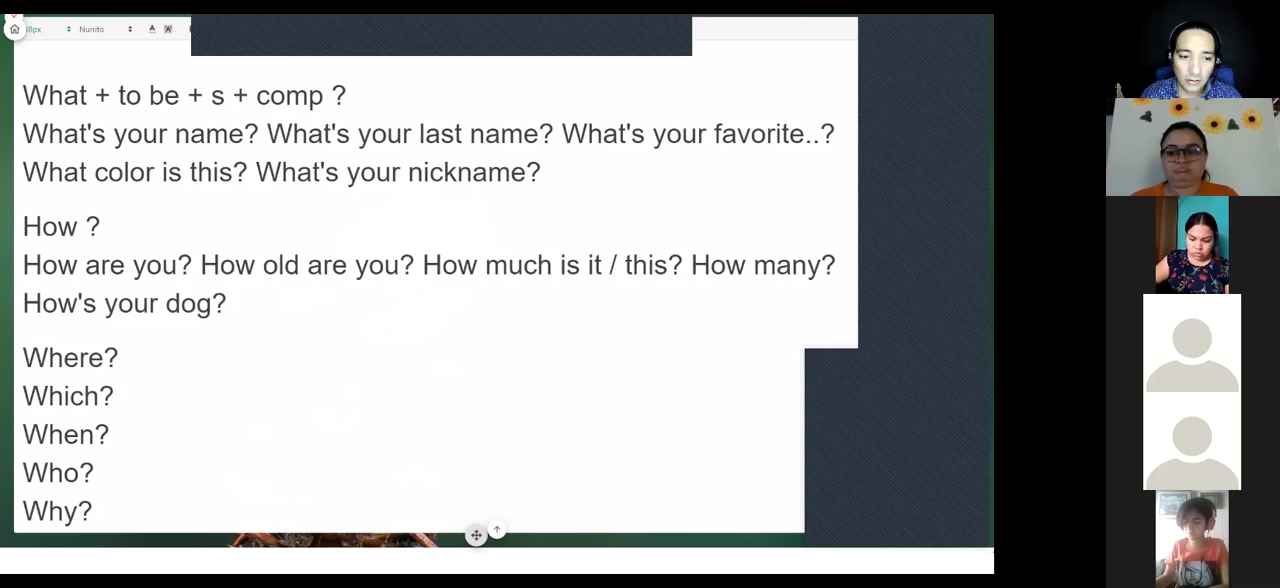 8px Nunito A A
What + to be + s + comp ?
What's your name? What's your last name? What's your favorite..?
What color is this? What's your nickname?
How ?
How are you? How old are you? How much is it / this? How many?
How's your dog?
Where?
Which?
When?
Who?
Why?